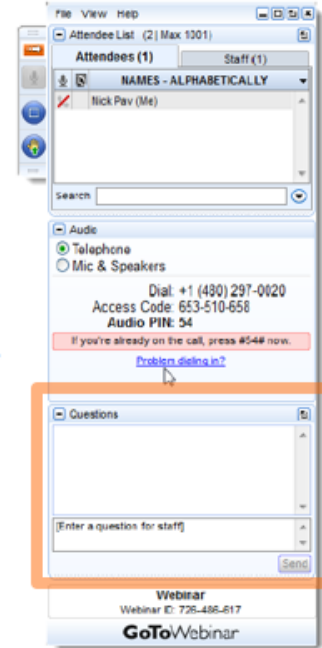 File View Help
Attendee List (2 | Max 1001)
Attendees (1) Staff (1)
NAMES - ALPHABETICALLY
Nick Pav (Me)
Search
Audio
Telephone
Mic & Speakers
Dial: +1 (480) 297-0020
Access Code: 653-510-658
Audio PIN: 54
If you're already on the call, press #54# now.
Problem dialing in?
Questions
[Enter a question for staff]
Send
Webinar
Webinar ID: 726-486-617
GoToWebinar